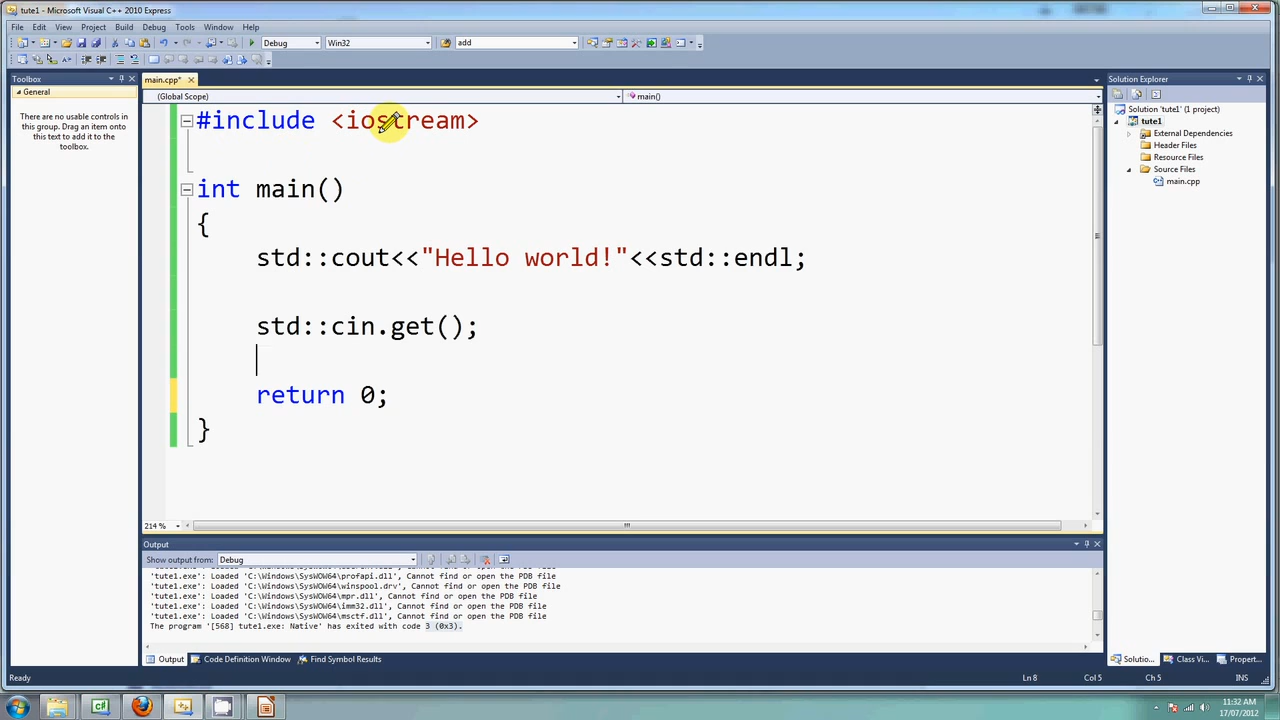 tute1 - Microsoft Visual C++ 2010 Express
File Edit View Project Build Debug Tools Window Help
Debug Win32 add
Toolbox
General
There are no usable controls in
this group. Drag an item onto
this text to add it to the
toolbox.
main.cpp*
(Global Scope) main()
#include <iostream>
int main()
{
std::cout<<"Hello world!"<<std::endl;
std::cin.get();
return 0;
}
214 %
Solution Explorer
Solution 'tute1' (1 project)
tute1
External Dependencies
Header Files
Resource Files
Source Files
main.cpp
Output
Show output from: Debug
'tute1.exe': Loaded 'C:\Windows\SysWOW64\profapi.dll', Cannot find or open the PDB file
'tute1.exe': Loaded 'C:\Windows\SysWOW64\winspool.drv', Cannot find or open the PDB file
'tute1.exe': Loaded 'C:\Windows\SysWOW64\mpr.dll', Cannot find or open the PDB file
'tute1.exe': Loaded 'C:\Windows\SysWOW64\imm32.dll', Cannot find or open the PDB file
'tute1.exe': Loaded 'C:\Windows\SysWOW64\msctf.dll', Cannot find or open the PDB file
The program '[568] tute1.exe: Native' has exited with code 3 (0x3).
Output Code Definition Window Find Symbol Results
Solutio... Class Vi... Propert...
Ready Ln 8 Col 5 Ch 5 INS
11:32 AM
17/07/2012